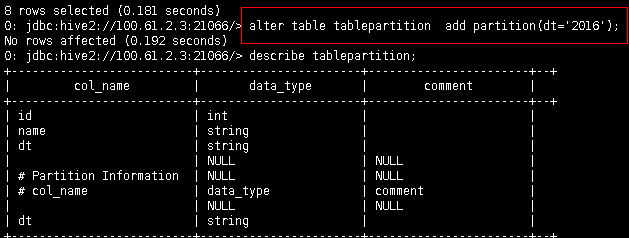 8 rows selected (0.181 seconds)
0: jdbc:hive2://100.61.2.3:21066/> alter table tablepartition  add partition(dt='2016');
No rows affected (0.192 seconds)
0: jdbc:hive2://100.61.2.3:21066/> describe tablepartition;
+--------------------------+-----------------------+-----------------------+--+
|         col_name         |       data_type       |        comment        |
+--------------------------+-----------------------+-----------------------+--+
| id                       | int                   |                       |
| name                     | string                |                       |
| dt                       | string                |                       |
|                          | NULL                  | NULL                  |
| # Partition Information  | NULL                  | NULL                  |
| # col_name               | data_type             | comment               |
|                          | NULL                  | NULL                  |
| dt                       | string                |                       |
+--------------------------+-----------------------+-----------------------+--+